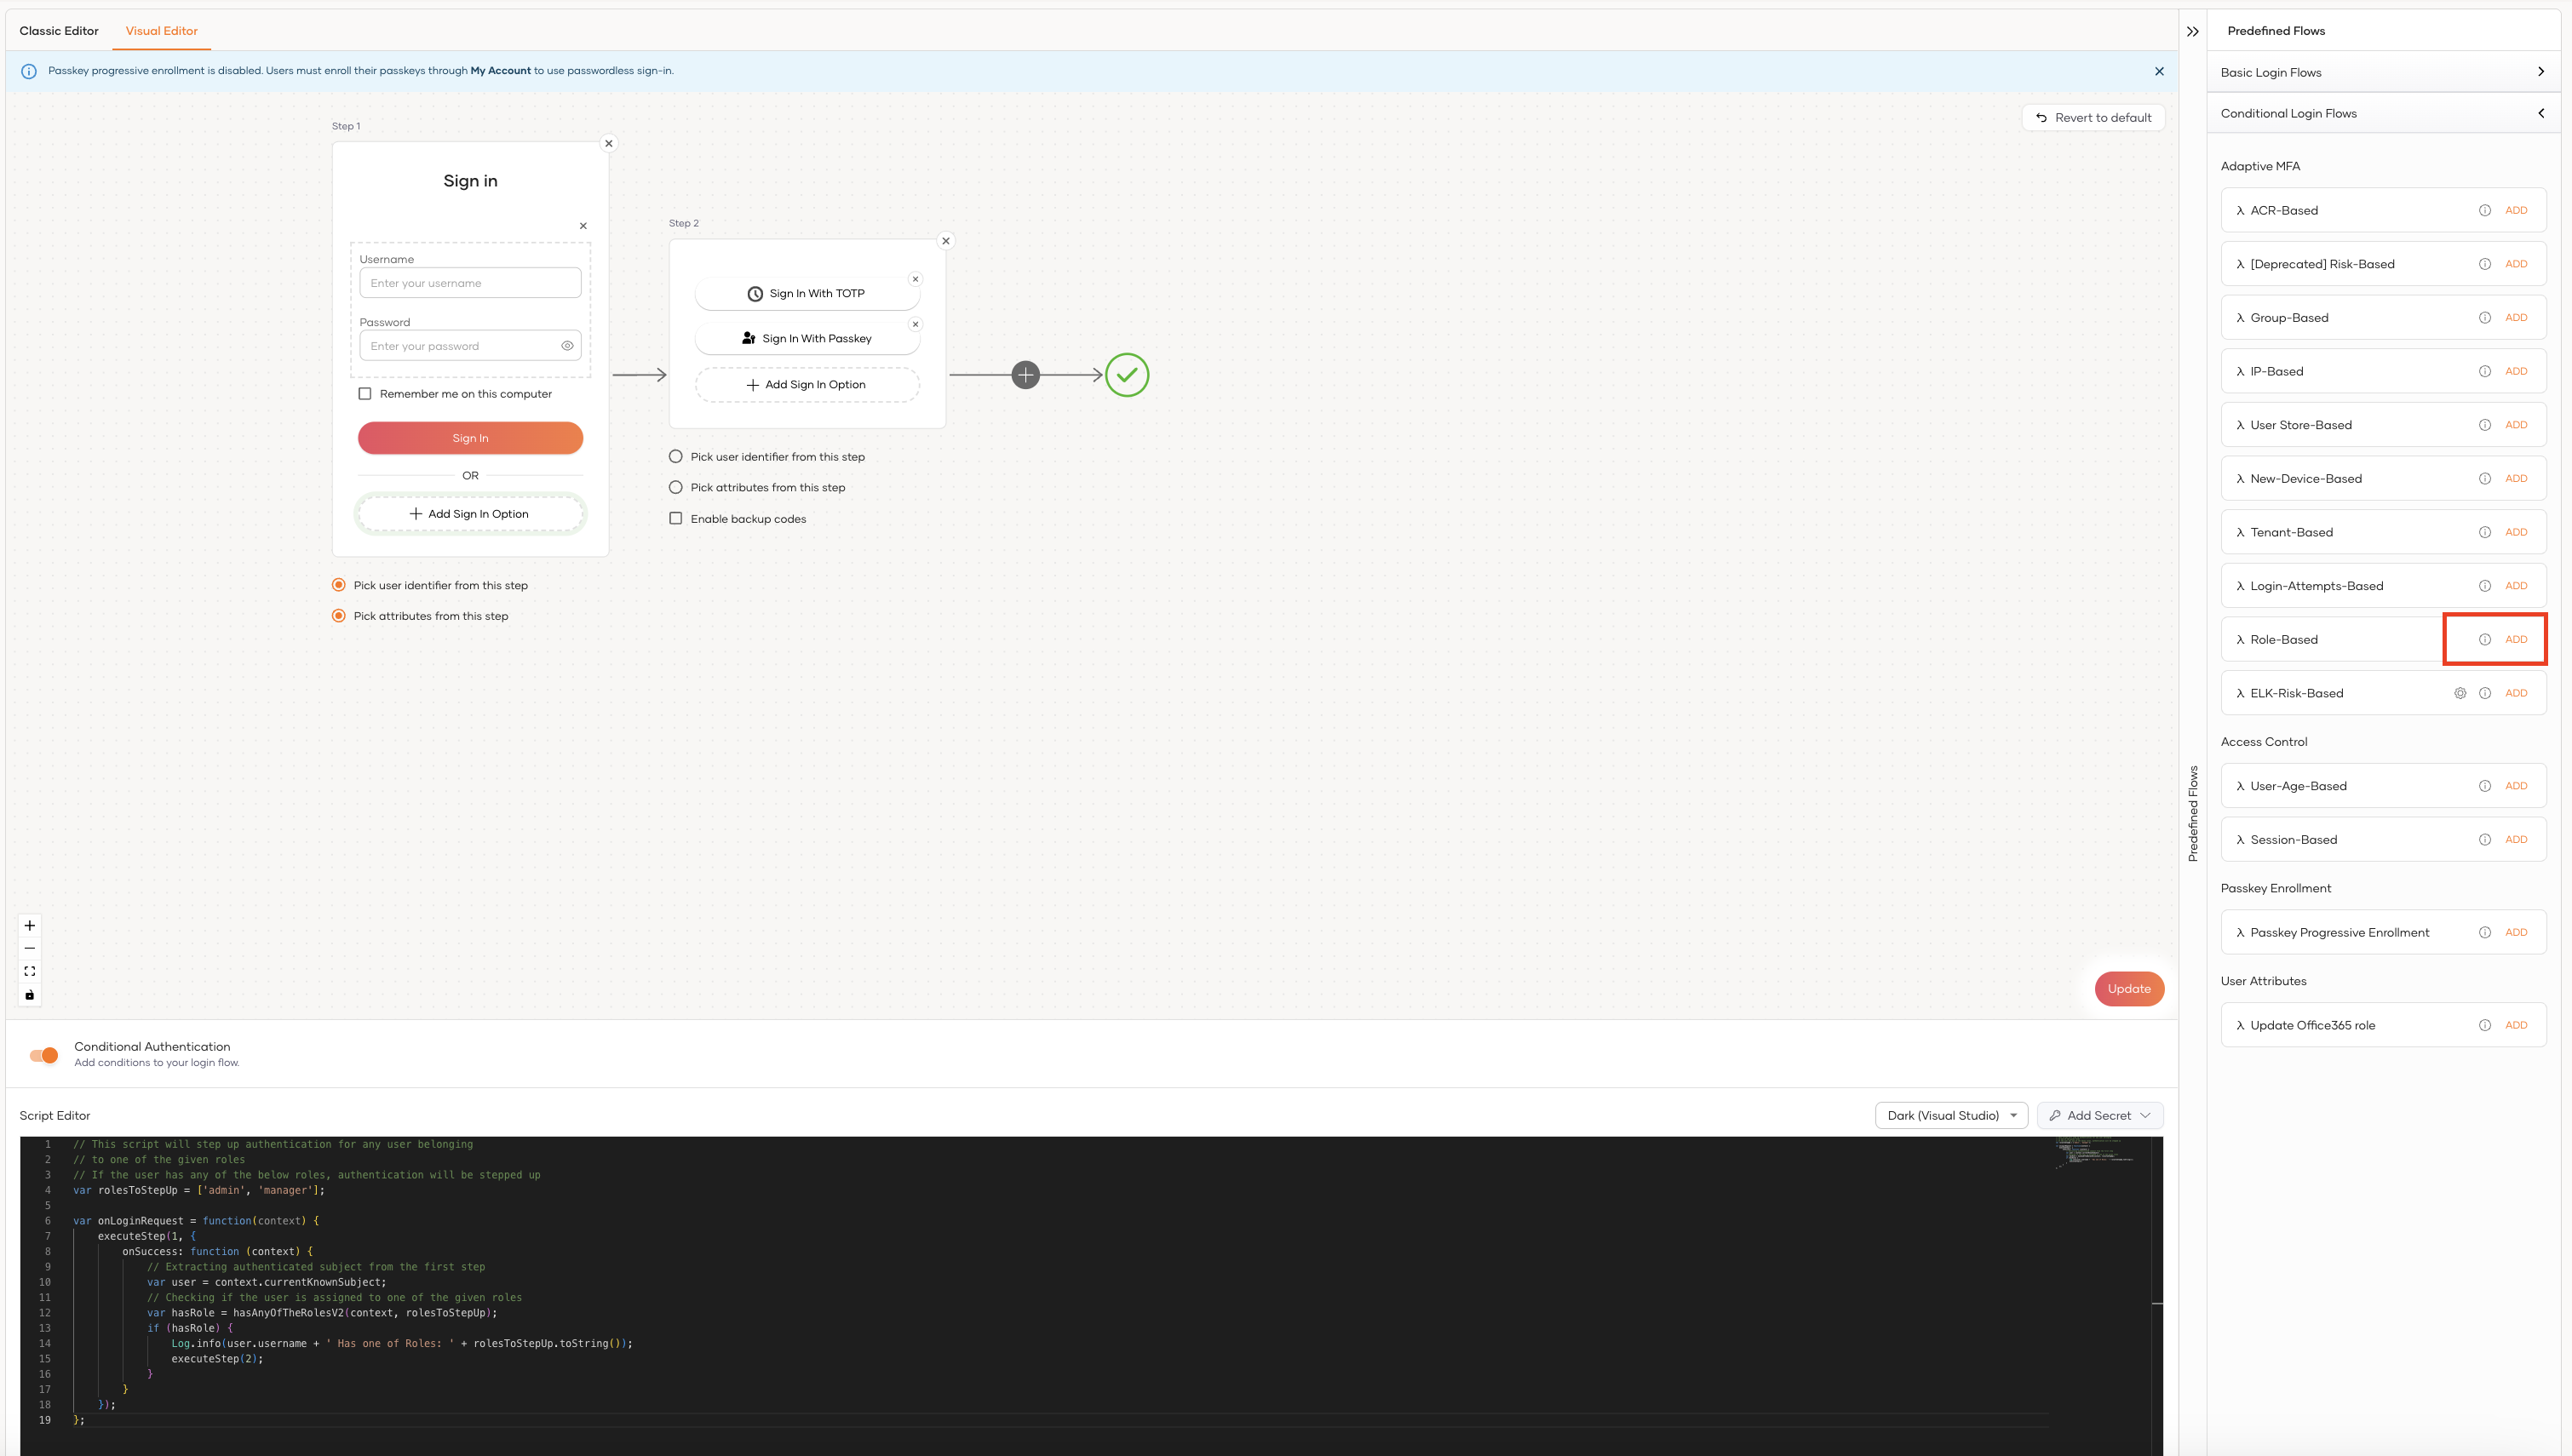 Classic Editor
Visual Editor
Passkey progressive enrollment is disabled. Users must enroll their passkeys through My Account to use passwordless sign-in.
Revert to default
Step 1
Sign in
Username
Enter your username
Password
Enter your password
Remember me on this computer
Sign In
OR
Add Sign In Option
Pick user identifier from this step
Pick attributes from this step
Step 2
Sign In With TOTP
Sign In With Passkey
Add Sign In Option
Pick user identifier from this step
Pick attributes from this step
Enable backup codes
Update
Conditional Authentication
Add conditions to your login flow.
Script Editor
Dark (Visual Studio)
Add Secret
1 // This script will step up authentication for any user belonging
2 // to one of the given roles
3 // If the user has any of the below roles, authentication will be stepped up
4 var rolesToStepUp = ['admin', 'manager'];
5
6 var onLoginRequest = function(context) {
7 executeStep(1, {
8 onSuccess: function (context) {
9 // Extracting authenticated subject from the first step
10 var user = context.currentKnownSubject;
11 // Checking if the user is assigned to one of the given roles
12 var hasRole = hasAnyOfTheRolesV2(context, rolesToStepUp);
13 if (hasRole) {
14 Log.info(user.username + ' Has one of Roles: ' + rolesToStepUp.toString());
15 executeStep(2);
16 }
17 }
18 });
19 };
Predefined Flows
Predefined Flows
Basic Login Flows
Conditional Login Flows
Adaptive MFA
λ ACR-Based ADD
λ [Deprecated] Risk-Based ADD
λ Group-Based ADD
λ IP-Based ADD
λ User Store-Based ADD
λ New-Device-Based ADD
λ Tenant-Based ADD
λ Login-Attempts-Based ADD
λ Role-Based ADD
λ ELK-Risk-Based ADD
Access Control
λ User-Age-Based ADD
λ Session-Based ADD
Passkey Enrollment
λ Passkey Progressive Enrollment ADD
User Attributes
λ Update Office365 role ADD